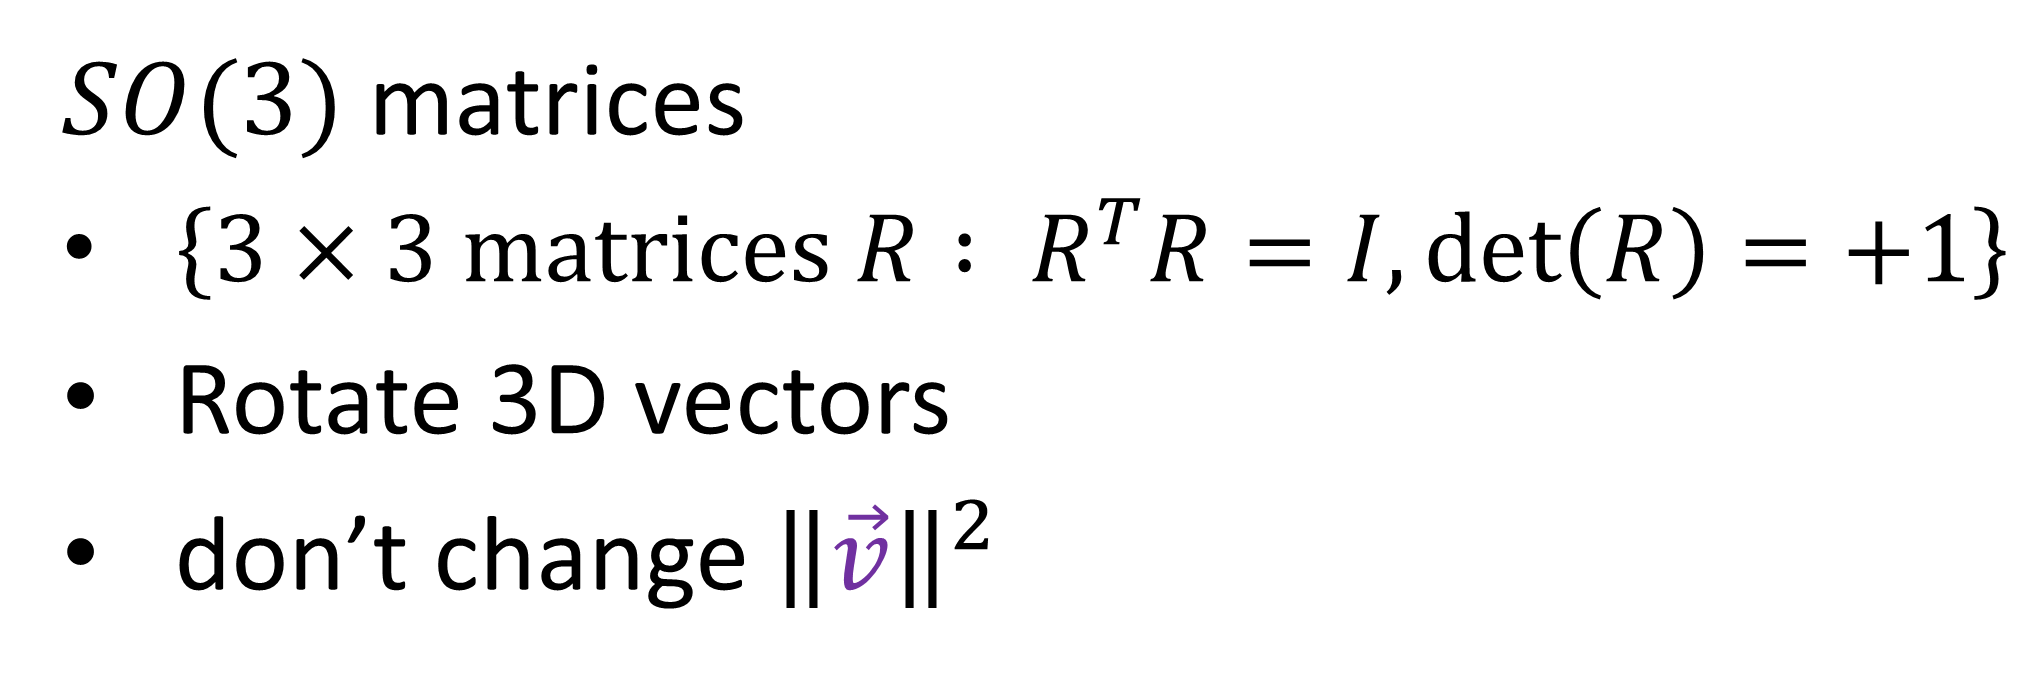 SO(3) matrices
• {3 × 3 matrices R : R^T R = I, det(R) = +1}
• Rotate 3D vectors
• don’t change ‖v⃗‖²